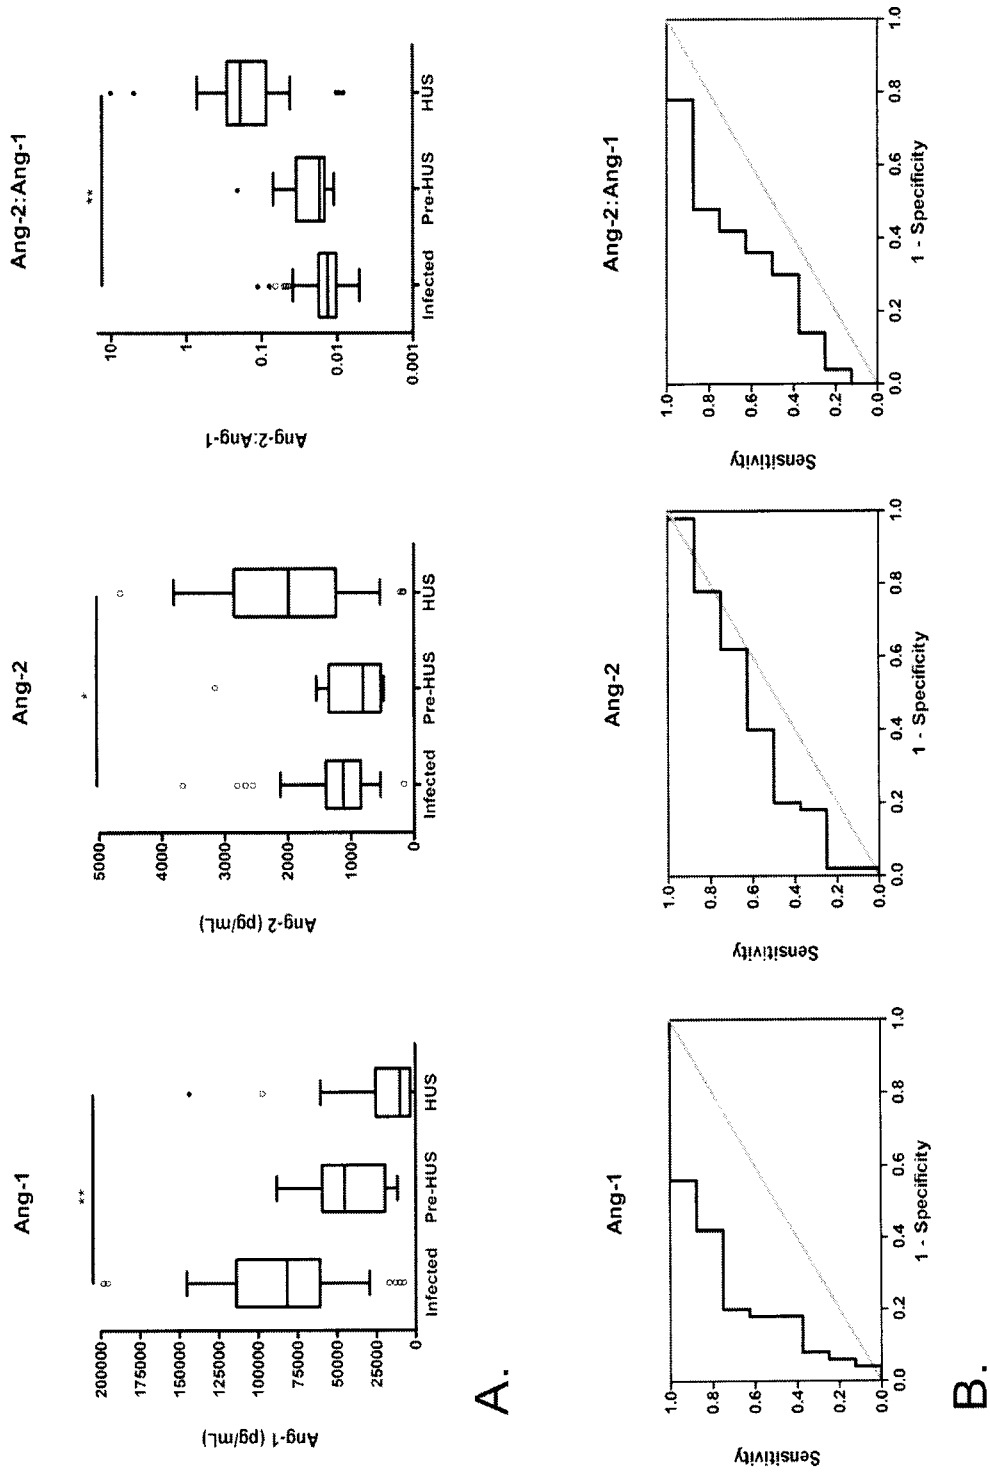 A.
Ang-1
Ang-1 (pg/mL)
200000
175000
150000
125000
100000
75000
50000
25000
0
**
Infected
Pre-HUS
HUS
Ang-2
Ang-2 (pg/mL)
5000
4000
3000
2000
1000
0
*
Infected
Pre-HUS
HUS
Ang-2:Ang-1
Ang-2:Ang-1
10
1
0.1
0.01
0.001
**
Infected
Pre-HUS
HUS
B.
Ang-1
Sensitivity
1.0
0.8
0.6
0.4
0.2
0.0
0.0 0.2 0.4 0.6 0.8 1.0
1 - Specificity
Ang-2
Sensitivity
1.0
0.8
0.6
0.4
0.2
0.0
0.0 0.2 0.4 0.6 0.8 1.0
1 - Specificity
Ang-2:Ang-1
Sensitivity
1.0
0.8
0.6
0.4
0.2
0.0
0.0 0.2 0.4 0.6 0.8 1.0
1 - Specificity